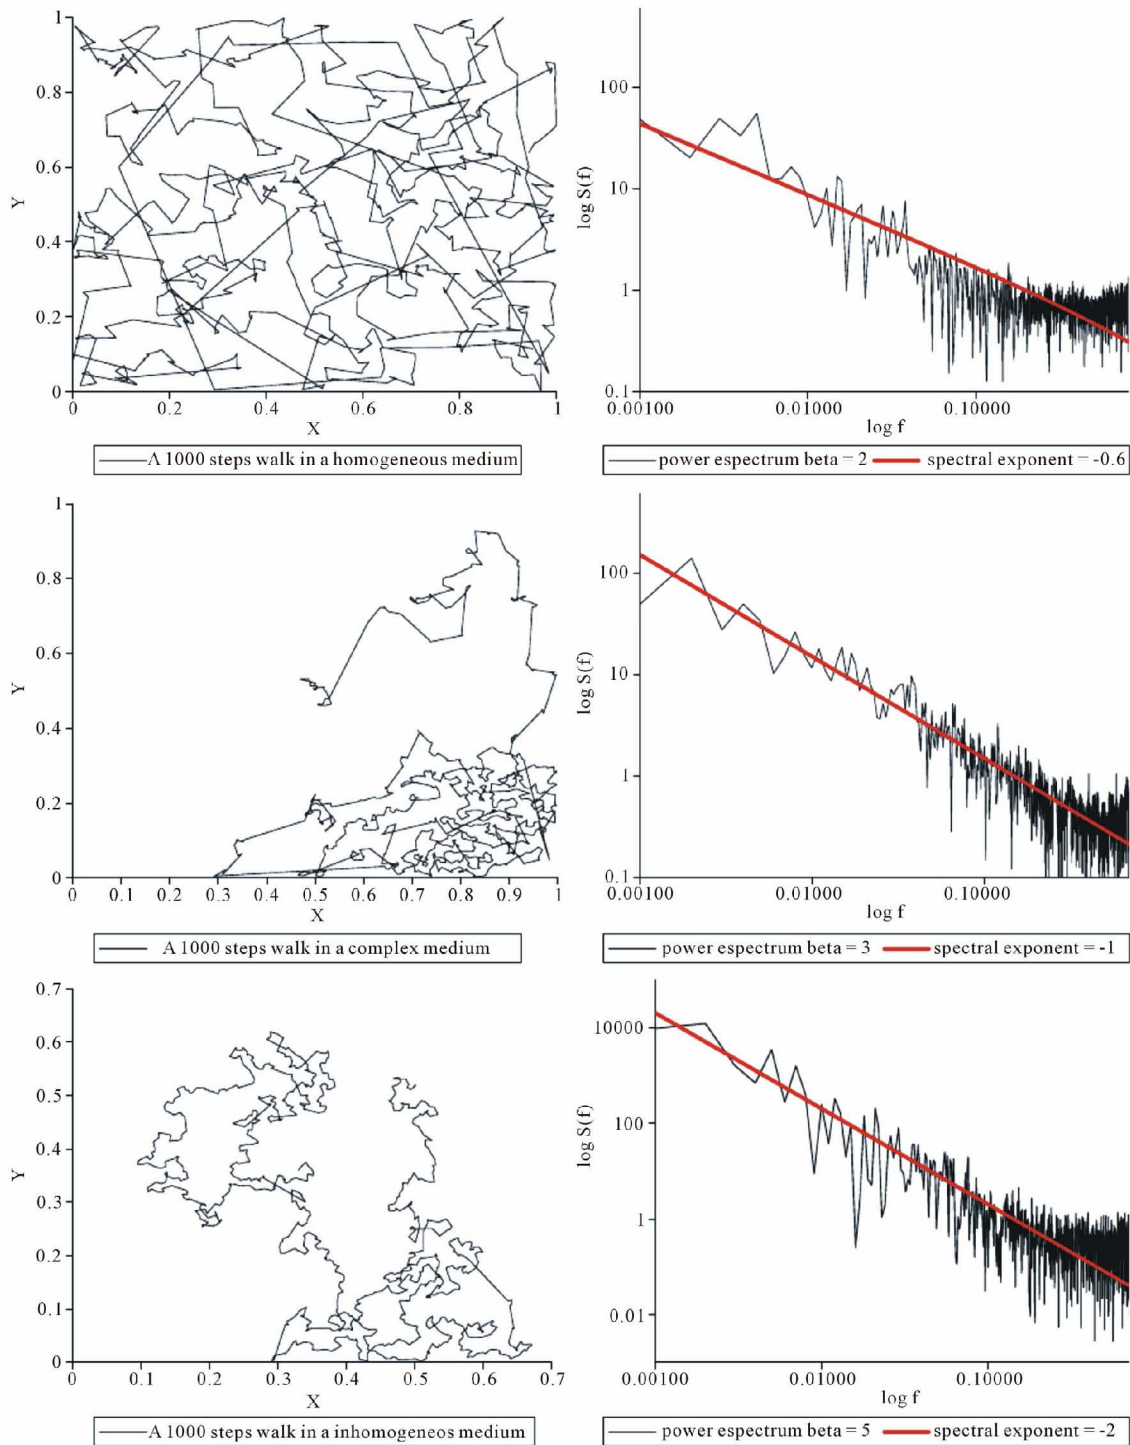 1
0.8
0.6
Y
0.4
0.2
0
0 0.2 0.4 0.6 0.8 1
X
A 1000 steps walk in a homogeneous medium
100
10
log S(f)
1
0.1
0.00100 0.01000 0.10000
log f
power espectrum beta = 2 spectral exponent = -0.6
1
0.8
0.6
Y
0.4
0.2
0
0 0.1 0.2 0.3 0.4 0.5 0.6 0.7 0.8 0.9 1
X
A 1000 steps walk in a complex medium
100
10
log S(f)
1
0.1
0.00100 0.01000 0.10000
log f
power espectrum beta = 3 spectral exponent = -1
0.7
0.6
0.5
0.4
Y
0.3
0.2
0.1
0
0 0.1 0.2 0.3 0.4 0.5 0.6 0.7
X
A 1000 steps walk in a inhomogeneos medium
10000
100
log S(f)
1
0.01
0.00100 0.01000 0.10000
log f
power espectrum beta = 5 spectral exponent = -2